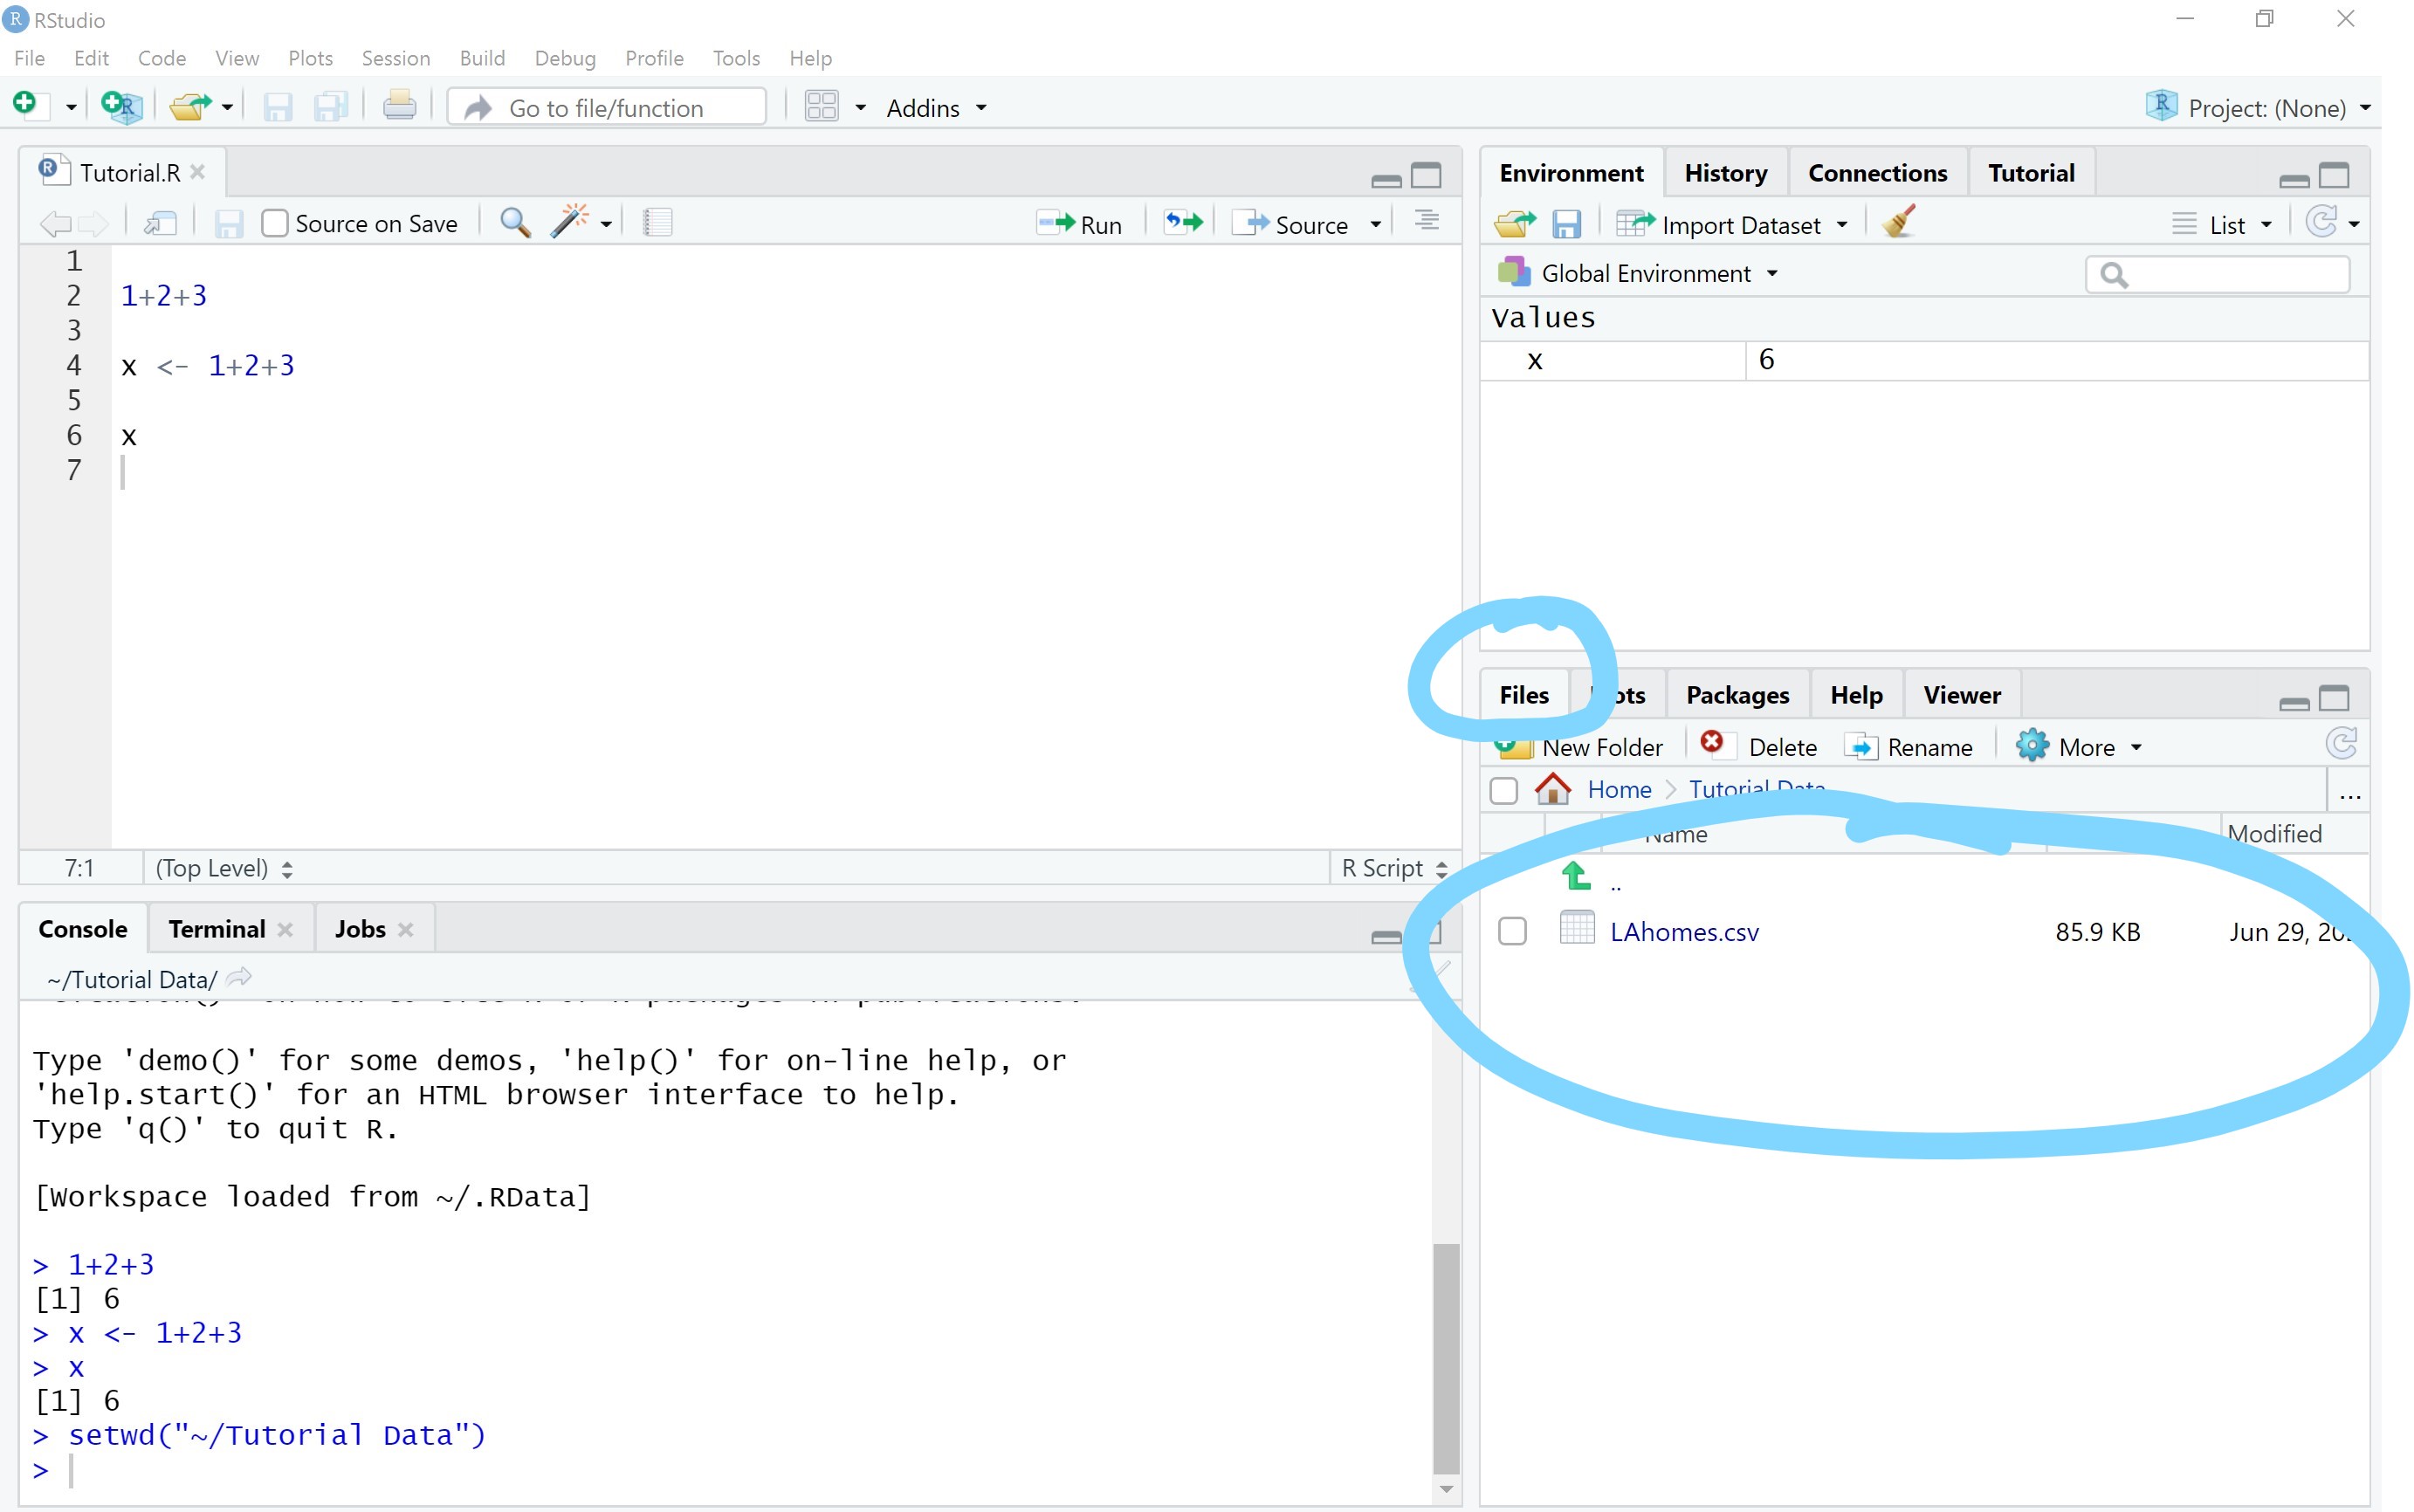 RStudio
File Edit Code View Plots Session Build Debug Profile Tools Help
Go to file/function Addins Project: (None)
Tutorial.R
Source on Save Run Source
1
2 1+2+3
3
4 x <- 1+2+3
5
6 x
7
7:1 (Top Level) R Script
Console Terminal Jobs
~/Tutorial Data/
Type 'demo()' for some demos, 'help()' for on-line help, or
'help.start()' for an HTML browser interface to help.
Type 'q()' to quit R.
[Workspace loaded from ~/.RData]
> 1+2+3
[1] 6
> x <- 1+2+3
> x
[1] 6
> setwd("~/Tutorial Data")
>
Environment History Connections Tutorial
Import Dataset List
Global Environment
Values
x 6
Files Packages Help Viewer
New Folder Delete Rename More
Home Tutorial Data ...
Name Modified
..
LAhomes.csv 85.9 KB Jun 29,